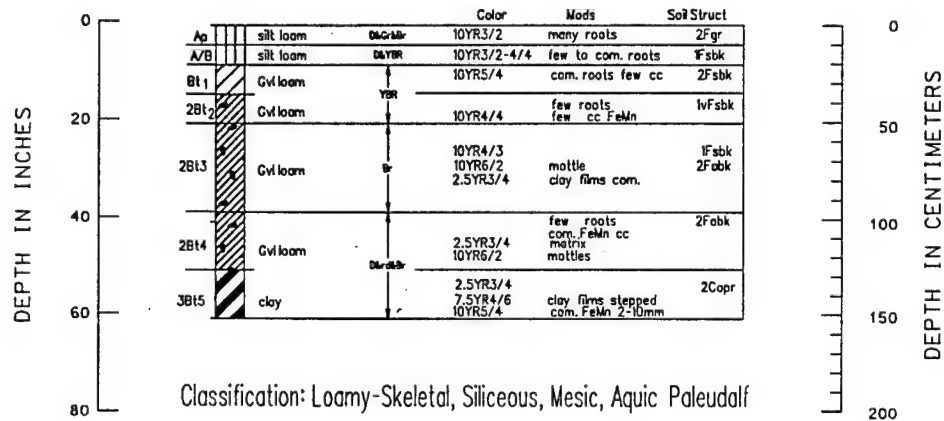 Color Mods Soil Struct
0 0
Ap silt loam DkGrBr 10YR3/2 many roots 2Fgr
A/B silt loam DkYBR 10YR3/2-4/4 few to com. roots 1Fsbk
Bt1 Gvl loam YBR 10YR5/4 com. roots few cc 2Fsbk
2Bt2 Gvl loam few roots 1vFsbk
10YR4/4 few cc FeMn
20 50
2Bt3 Gvl loam Br 10YR4/3 1Fsbk
10YR6/2 mottle 2Fabk
2.5YR3/4 clay films com.
40 100
2Bt4 Gvl loam few roots 2Fabk
com. FeMn cc
2.5YR3/4 matrix
10YR6/2 mottles
3Bt5 clay 2.5YR3/4 2Copr
7.5YR4/6 clay films stepped
10YR5/4 com. FeMn 2-10mm
60 150
80 200
DEPTH IN INCHES
DEPTH IN CENTIMETERS
Classification: Loamy-Skeletal, Siliceous, Mesic, Aquic Paleudalf